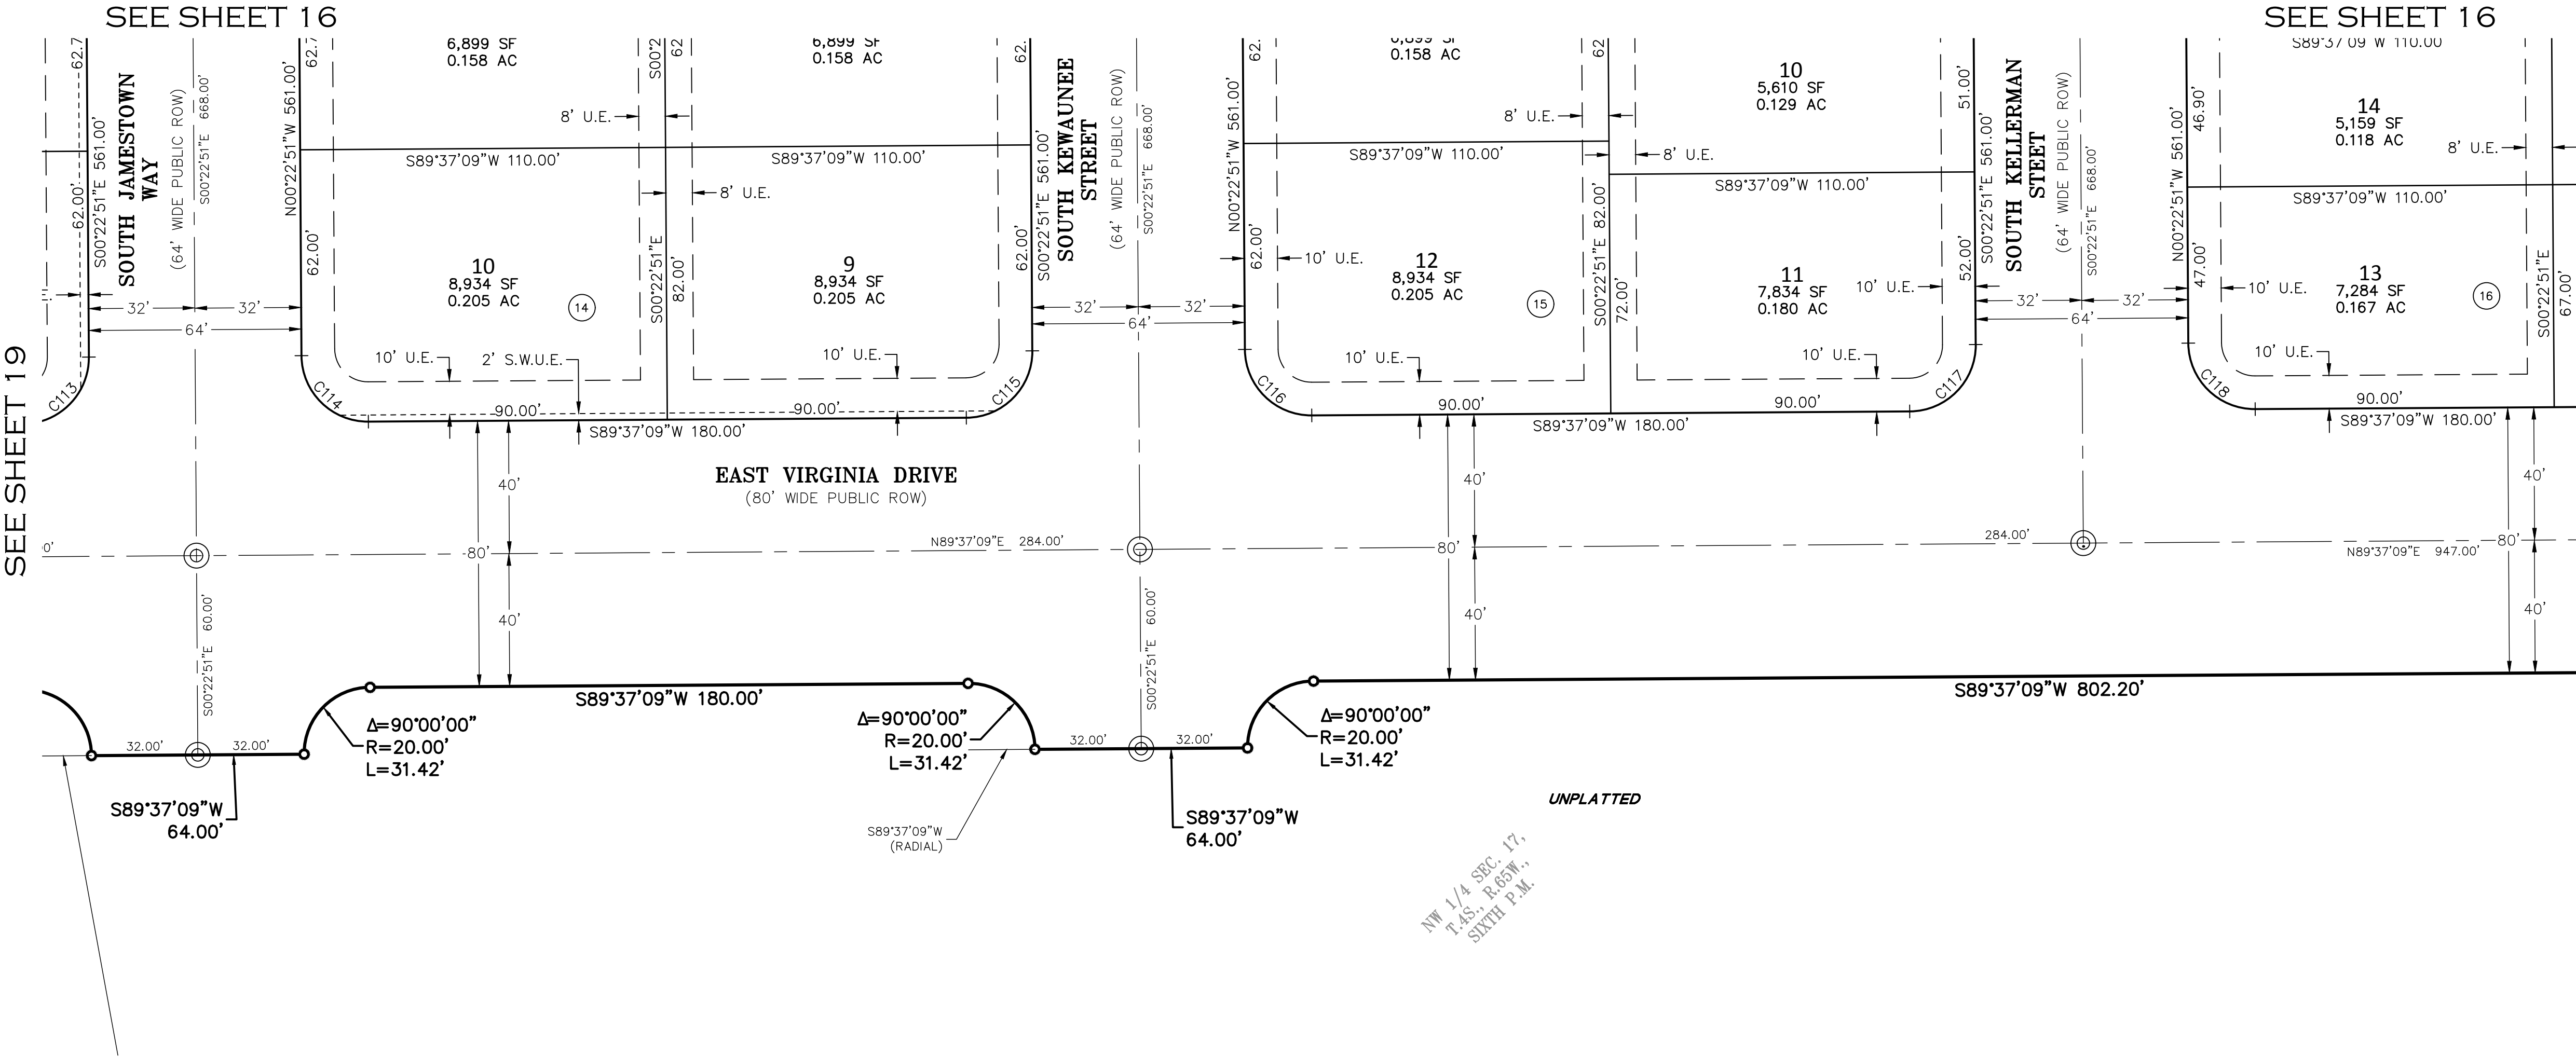 SEE SHEET 16
SEE SHEET 16
SEE SHEET 19
62.7
S00°22'51"E 561.00'
62.00'
SOUTH JAMESTOWN
WAY
(64' WIDE PUBLIC ROW)
S00°22'51"E 668.00'
N00°22'51"W 561.00'
62.7
62.00'
32'
32'
64'
C113
C114
6,899 SF
0.158 AC
8' U.E.
S89°37'09"W 110.00'
10
8,934 SF
0.205 AC
14
10' U.E.
2' S.W.U.E.
90.00'
S00°2
62
S00°22'51"E
82.00'
6,899 SF
0.158 AC
S89°37'09"W 110.00'
8' U.E.
9
8,934 SF
0.205 AC
10' U.E.
90.00'
S89°37'09"W 180.00'
C115
62.
62.00'
S00°22'51"E 561.00'
SOUTH KEWAUNEE
STREET
(64' WIDE PUBLIC ROW)
S00°22'51"E 668.00'
32'
32'
64'
N00°22'51"W 561.00'
62.
62.00'
10' U.E.
C116
0.158 AC
8' U.E.
S89°37'09"W 110.00'
12
8,934 SF
0.205 AC
15
10' U.E.
90.00'
62
S00°22'51"E 82.00'
72.00'
10
5,610 SF
0.129 AC
8' U.E.
S89°37'09"W 110.00'
11
7,834 SF
0.180 AC
10' U.E.
10' U.E.
90.00'
S89°37'09"W 180.00'
C117
51.00'
52.00'
S00°22'51"E 561.00'
SOUTH KELLERMAN
STEET
(64' WIDE PUBLIC ROW)
S00°22'51"E 668.00'
32'
32'
64'
N00°22'51"W 561.00'
46.90'
47.00'
C118
S89°37'09"W 110.00
14
5,159 SF
0.118 AC
8' U.E.
S89°37'09"W 110.00'
10' U.E.
13
7,284 SF
0.167 AC
16
10' U.E.
90.00'
S89°37'09"W 180.00'
S00°22'51"E
67.00'
EAST VIRGINIA DRIVE
(80' WIDE PUBLIC ROW)
40'
40'
40'
0'
80'
N89°37'09"E 284.00'
80'
284.00'
N89°37'09"E 947.00'
80'
40'
40'
40'
S00°22'51"E 60.00'
S00°22'51"E 60.00'
S89°37'09"W 180.00'
S89°37'09"W 802.20'
32.00'
32.00'
Δ=90°00'00"
R=20.00'
L=31.42'
Δ=90°00'00"
R=20.00'
L=31.42'
32.00'
32.00'
Δ=90°00'00"
R=20.00'
L=31.42'
S89°37'09"W
64.00'
S89°37'09"W
(RADIAL)
S89°37'09"W
64.00'
UNPLATTED
NW 1/4 SEC. 17,
T.4S., R.65W.,
SIXTH P.M.